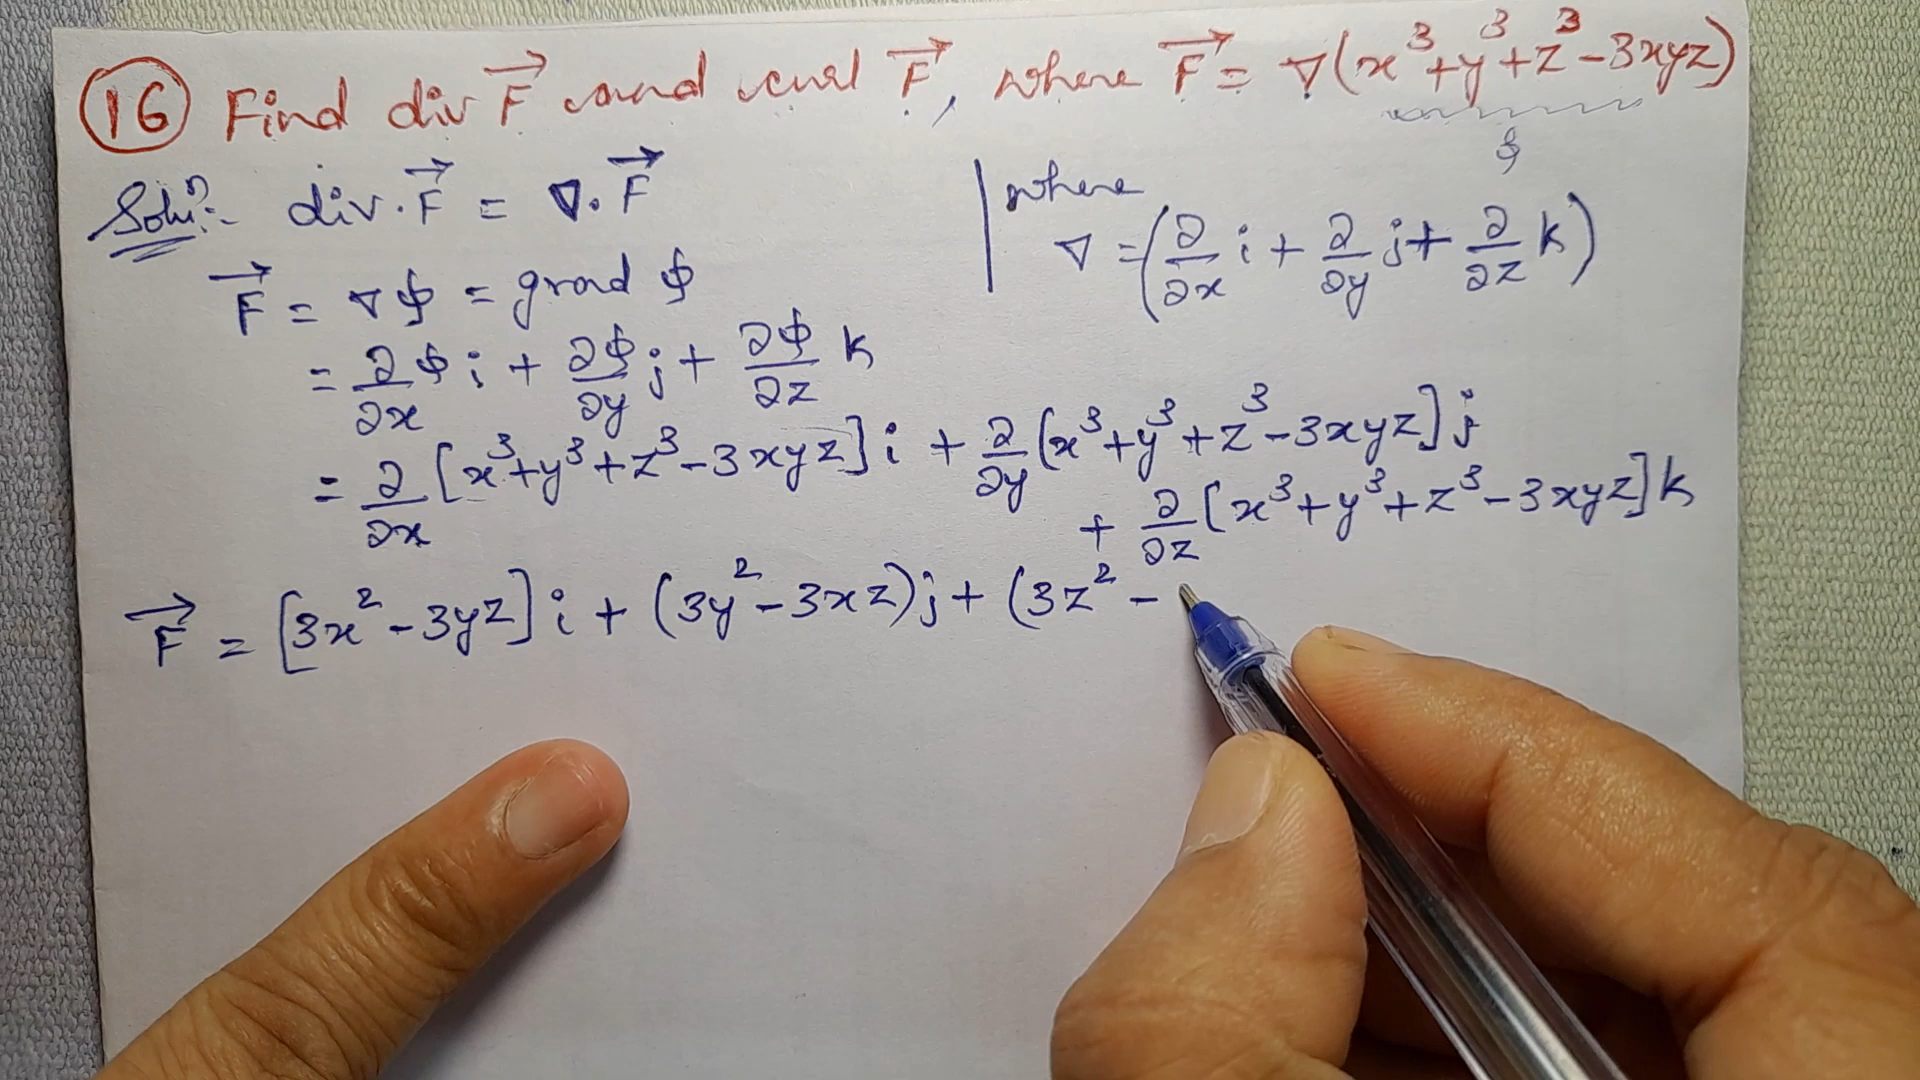 16 Find div F⃗ and curl F⃗, where F⃗ = ∇(x³+y³+z³-3xyz)
ϕ
Solⁿ:- div.F⃗ = ∇.F⃗
where
∇ = (∂/∂x i + ∂/∂y j + ∂/∂z k)
F⃗ = ∇ϕ = grad ϕ
= ∂/∂x ϕ i + ∂ϕ/∂y j + ∂ϕ/∂z k
= ∂/∂x [x³+y³+z³-3xyz] i + ∂/∂y [x³+y³+z³-3xyz] j
+ ∂/∂z [x³+y³+z³-3xyz] k
F⃗ = [3x²-3yz] i + (3y²-3xz) j + (3z² -